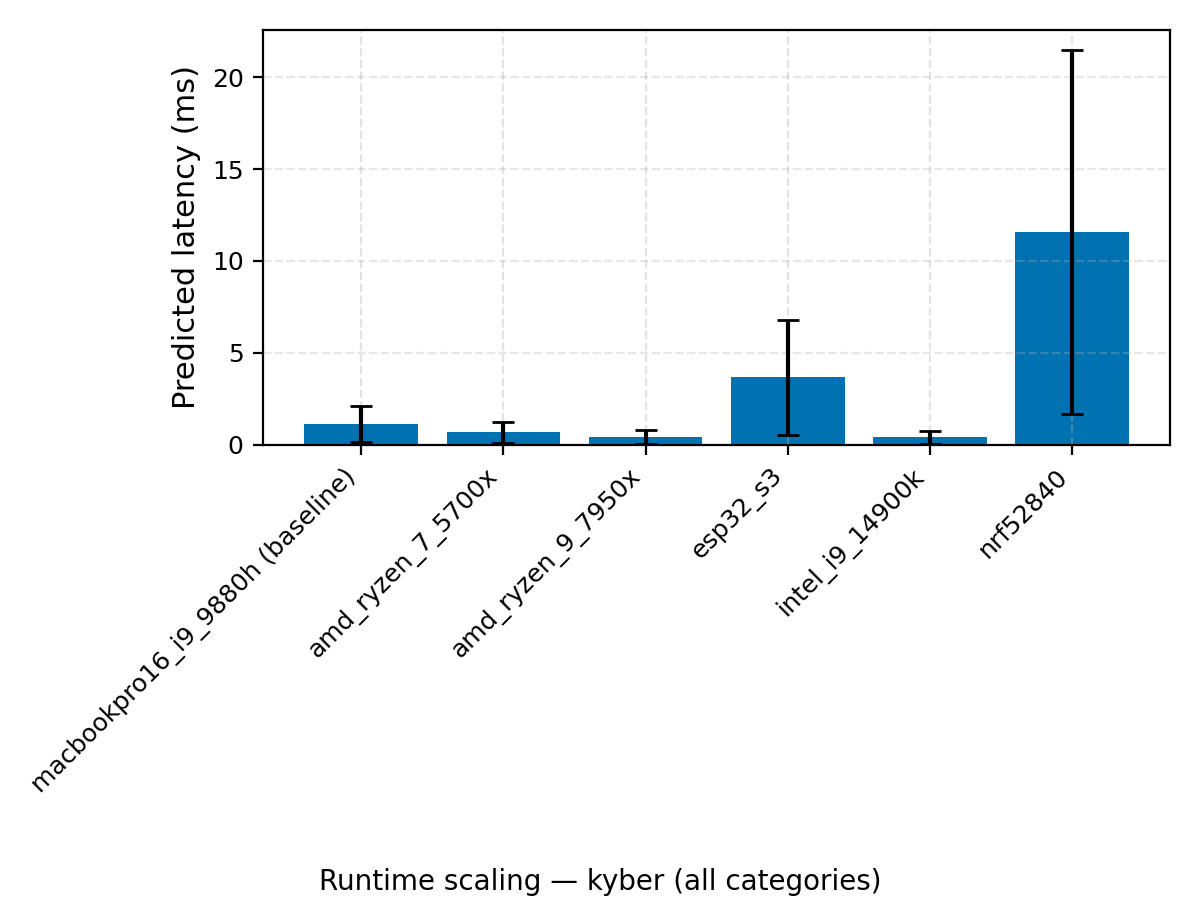 Predicted latency (ms)
20
15
10
5
0
macbookpro16_i9_9880h (baseline)
amd_ryzen_7_5700x
amd_ryzen_9_7950x
esp32_s3
intel_i9_14900k
nrf52840
Runtime scaling — kyber (all categories)